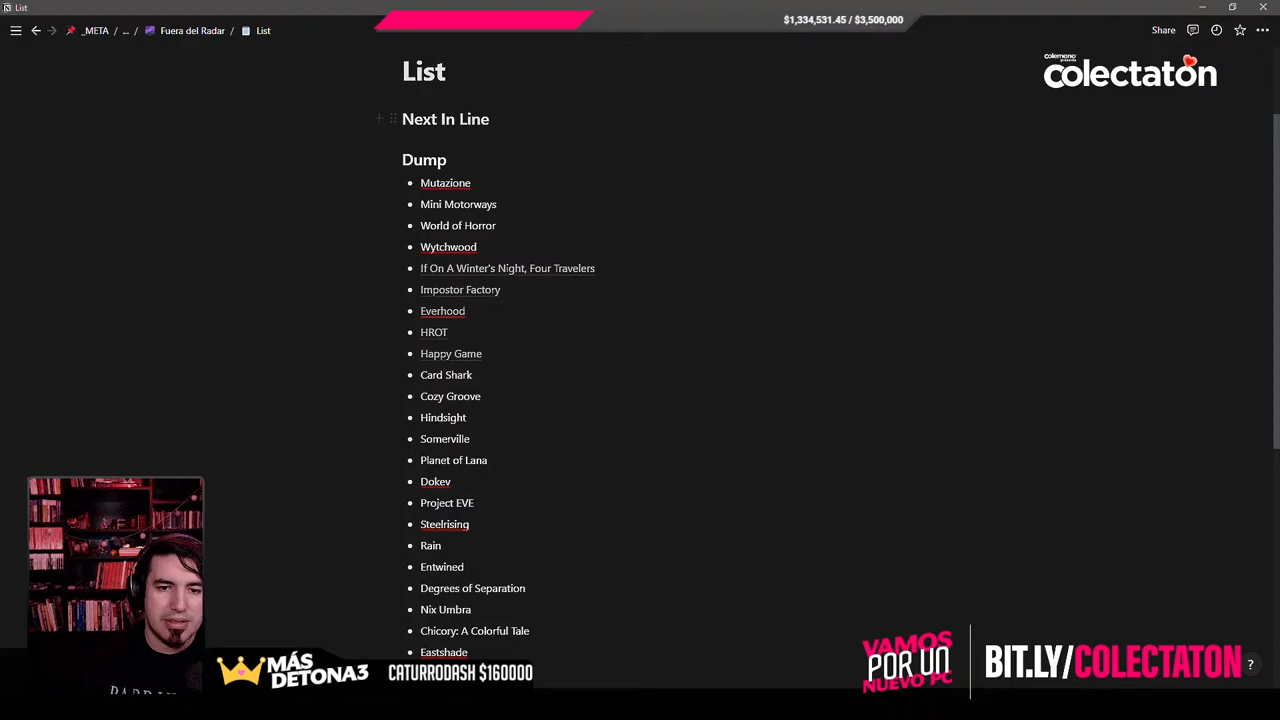 List
$1,334,531.45 / $3,500,000
_META / ... / Fuera del Radar / List
Share
colemono
presenta
colectatón
List
Next In Line
Dump
Mutazione
Mini Motorways
World of Horror
Wytchwood
If On A Winter's Night, Four Travelers
Impostor Factory
Everhood
HROT
Happy Game
Card Shark
Cozy Groove
Hindsight
Somerville
Planet of Lana
Dokev
Project EVE
Steelrising
Rain
Entwined
Degrees of Separation
Nix Umbra
Chicory: A Colorful Tale
Eastshade
MÁS
DETONA3
CATURRODASH $160000
VAMOS
POR UN
NUEVO PC
BIT.LY/COLECTATON
?